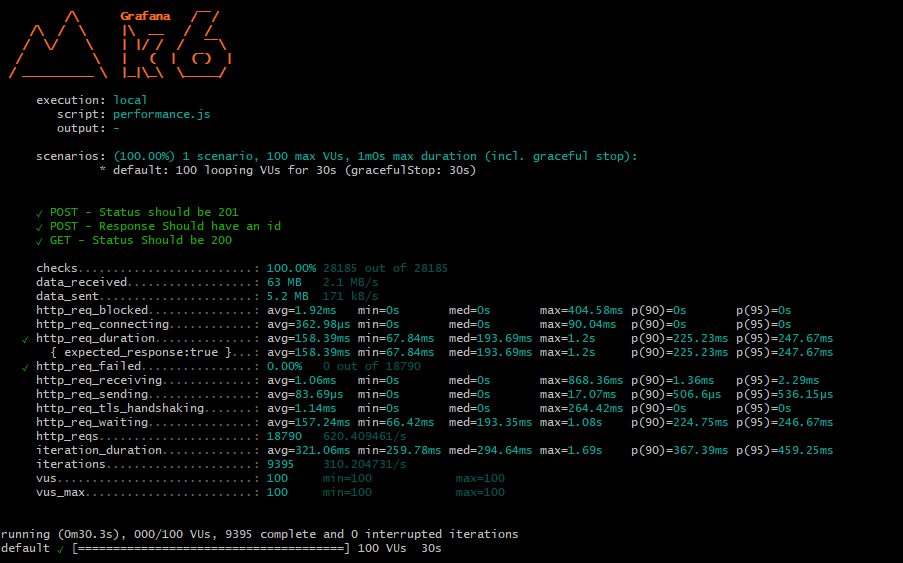 Grafana
k6
execution: local
script: performance.js
output: -
scenarios: (100.00%) 1 scenario, 100 max VUs, 1m0s max duration (incl. graceful stop):
* default: 100 looping VUs for 30s (gracefulStop: 30s)
✓ POST - Status should be 201
✓ POST - Response Should have an id
✓ GET - Status Should be 200
checks.........................: 100.00% 28185 out of 28185
data_received..................: 63 MB 2.1 MB/s
data_sent......................: 5.2 MB 171 kB/s
http_req_blocked...............: avg=1.92ms min=0s med=0s max=404.58ms p(90)=0s p(95)=0s
http_req_connecting............: avg=362.98µs min=0s med=0s max=90.04ms p(90)=0s p(95)=0s
✓ http_req_duration..............: avg=158.39ms min=67.84ms med=193.69ms max=1.2s p(90)=225.23ms p(95)=247.67ms
{ expected_response:true }...: avg=158.39ms min=67.84ms med=193.69ms max=1.2s p(90)=225.23ms p(95)=247.67ms
✓ http_req_failed................: 0.00% 0 out of 18790
http_req_receiving.............: avg=1.06ms min=0s med=0s max=868.36ms p(90)=1.36ms p(95)=2.29ms
http_req_sending...............: avg=83.69µs min=0s med=0s max=17.07ms p(90)=506.6µs p(95)=536.15µs
http_req_tls_handshaking.......: avg=1.14ms min=0s med=0s max=264.42ms p(90)=0s p(95)=0s
http_req_waiting...............: avg=157.24ms min=66.42ms med=193.35ms max=1.08s p(90)=224.75ms p(95)=246.67ms
http_reqs......................: 18790 620.409461/s
iteration_duration.............: avg=321.06ms min=259.78ms med=294.64ms max=1.69s p(90)=367.39ms p(95)=459.25ms
iterations.....................: 9395 310.204731/s
vus............................: 100 min=100 max=100
vus_max........................: 100 min=100 max=100
running (0m30.3s), 000/100 VUs, 9395 complete and 0 interrupted iterations
default ✓ [======================================] 100 VUs 30s